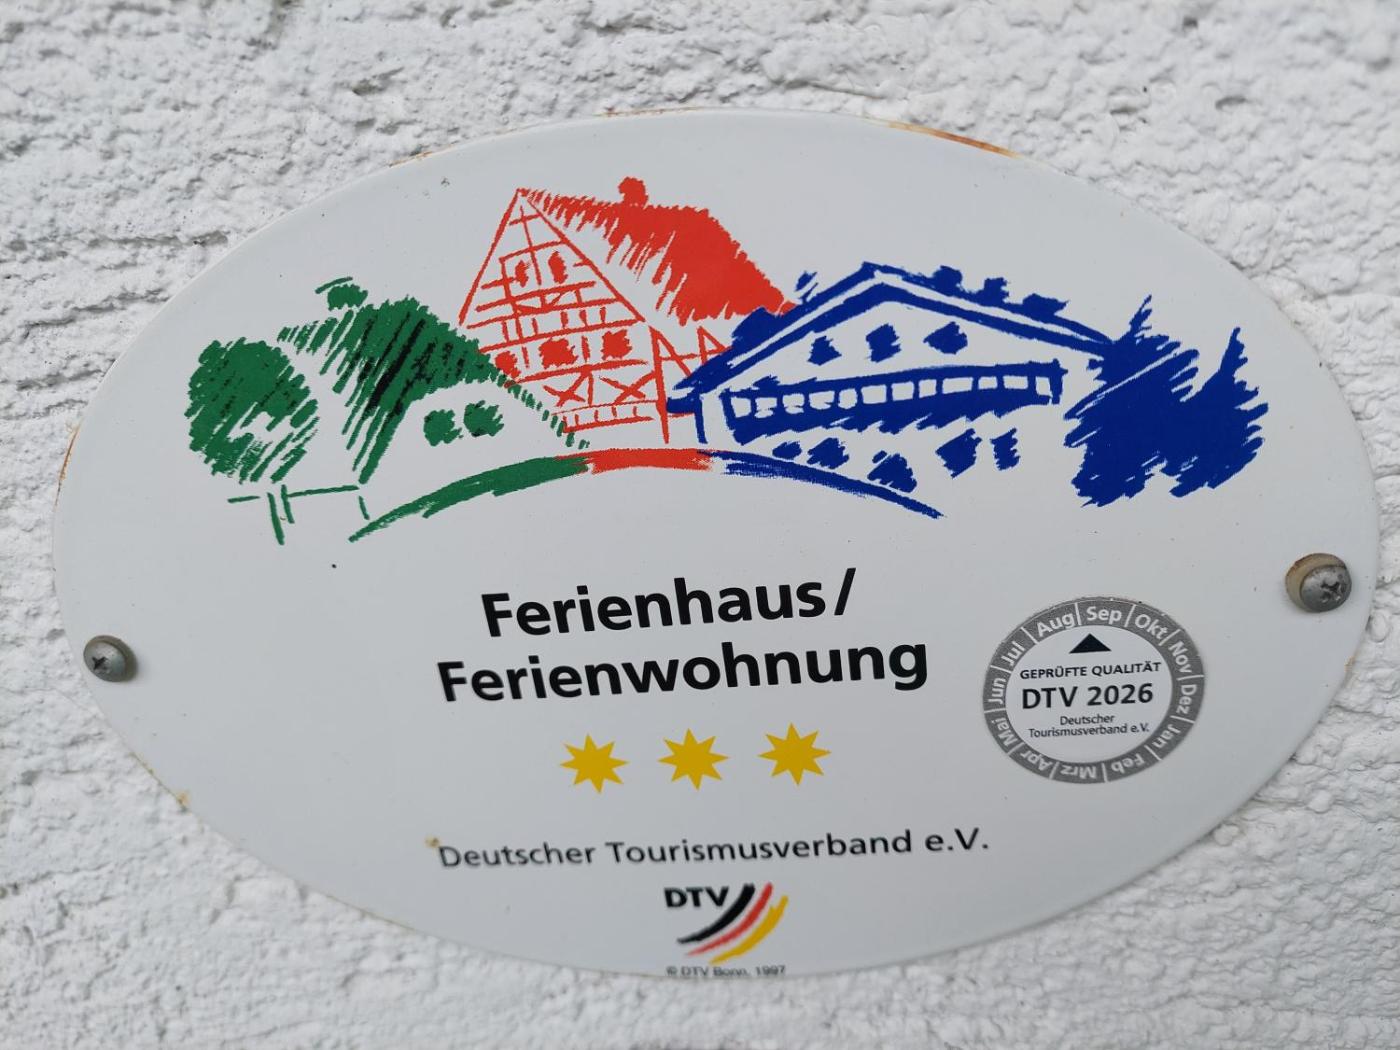 Ferienhaus/
Ferienwohnung
Aug Sep Okt Nov Dez Jan Feb Mrz Apr Mai Jun Jul
GEPRÜFTE QUALITÄT
DTV 2026
Deutscher
Tourismusverband e.V.
Deutscher Tourismusverband e.V.
DTV
© DTV Bonn, 1997